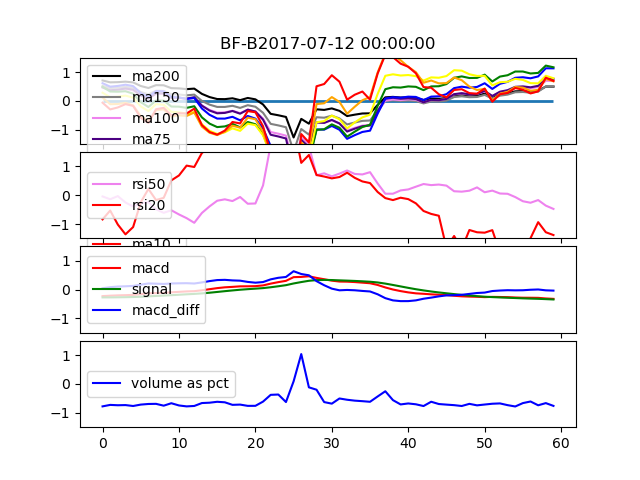 BF-B2017-07-12 00:00:00
1
0
−1
ma200
ma150
ma100
ma75
1
0
−1
rsi50
rsi20
ma10
1
0
−1
macd
signal
macd_diff
1
0
−1
volume as pct
0 10 20 30 40 50 60